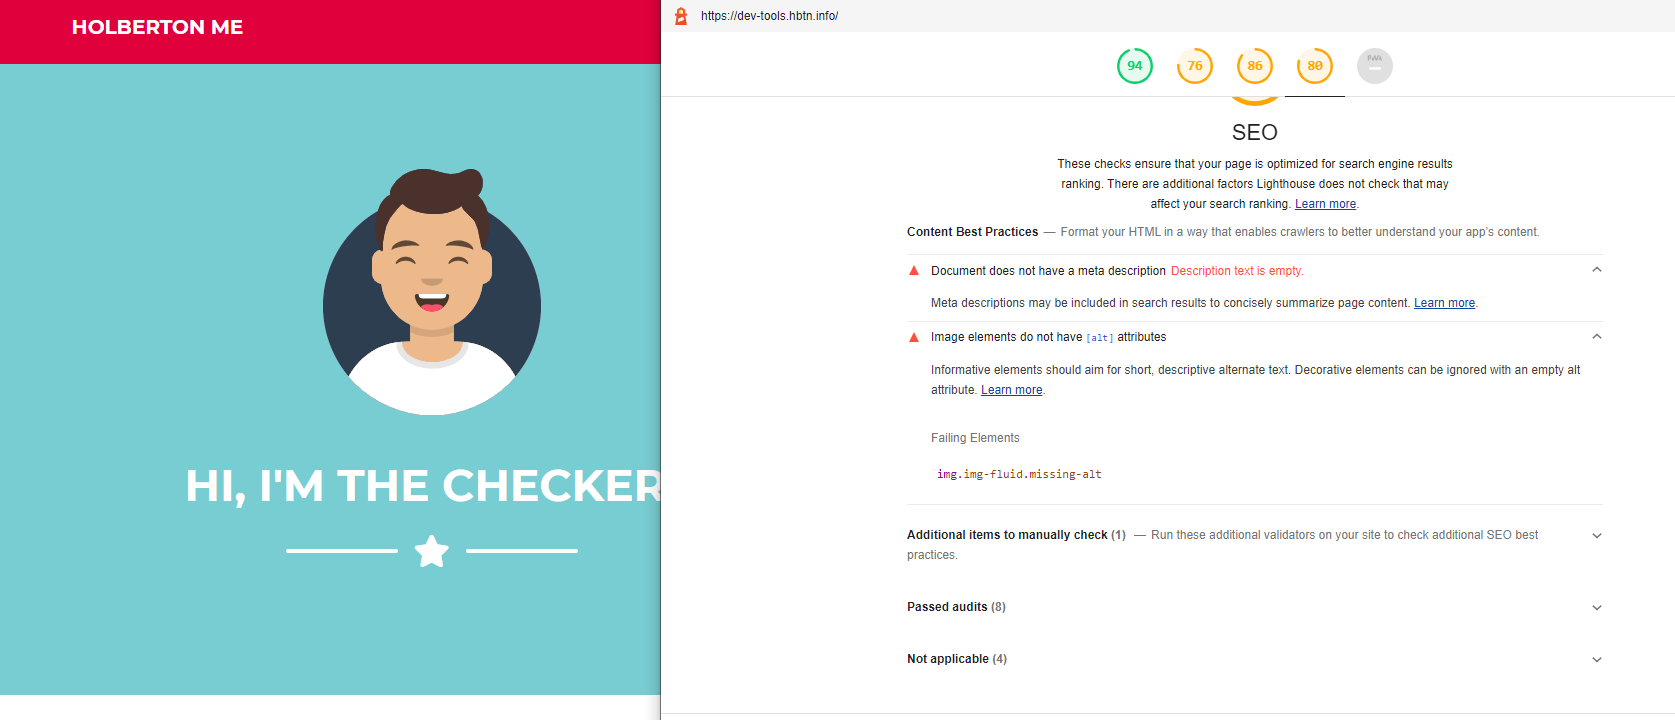 HOLBERTON ME
HI, I'M THE CHECKER
https://dev-tools.hbtn.info/
94 76 86 80 PWA
SEO
These checks ensure that your page is optimized for search engine results
ranking. There are additional factors Lighthouse does not check that may
affect your search ranking. Learn more.
Content Best Practices — Format your HTML in a way that enables crawlers to better understand your app's content.
Document does not have a meta description Description text is empty.
Meta descriptions may be included in search results to concisely summarize page content. Learn more.
Image elements do not have [alt] attributes
Informative elements should aim for short, descriptive alternate text. Decorative elements can be ignored with an empty alt
attribute. Learn more.
Failing Elements
img.img-fluid.missing-alt
Additional items to manually check (1) — Run these additional validators on your site to check additional SEO best
practices.
Passed audits (8)
Not applicable (4)